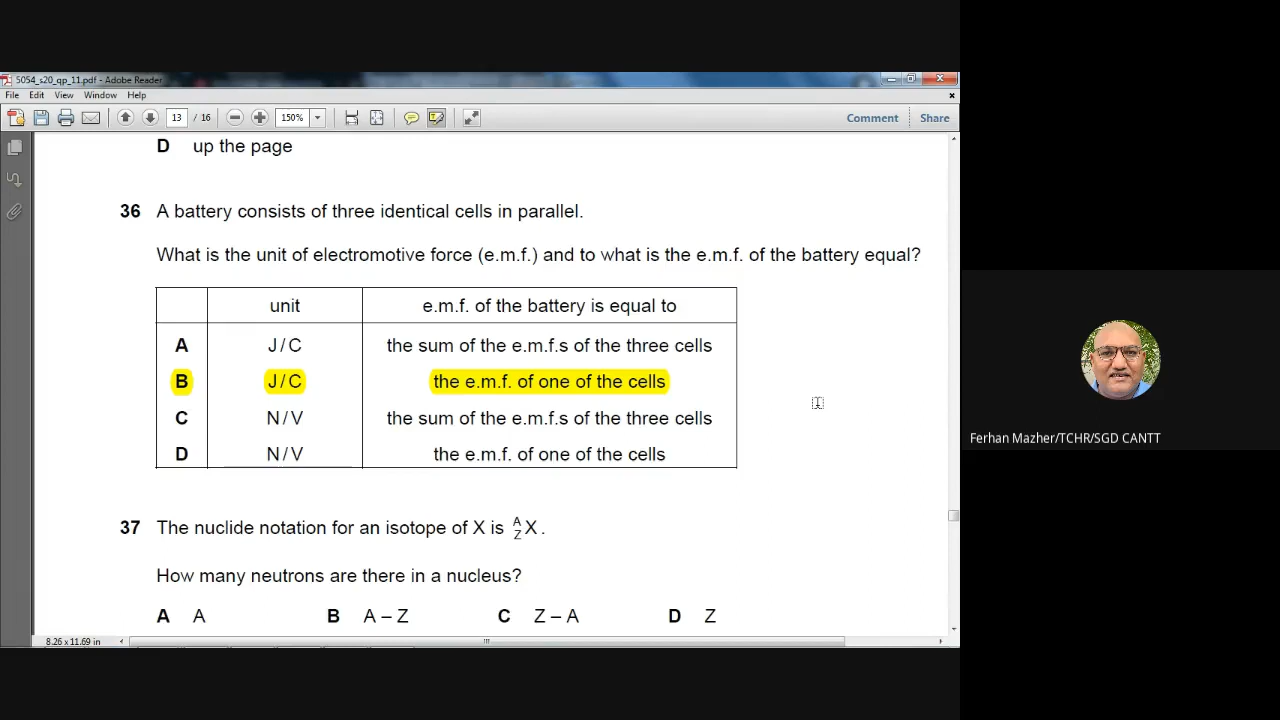 5054_s20_qp_11.pdf - Adobe Reader
File Edit View Window Help
13 / 16 150% Comment Share
D up the page
36 A battery consists of three identical cells in parallel.
What is the unit of electromotive force (e.m.f.) and to what is the e.m.f. of the battery equal?
unit e.m.f. of the battery is equal to
A J / C the sum of the e.m.f.s of the three cells
B J / C the e.m.f. of one of the cells
C N / V the sum of the e.m.f.s of the three cells
D N / V the e.m.f. of one of the cells
Ferhan Mazher/TCHR/SGD CANTT
37 The nuclide notation for an isotope of X is ᴬ_Z X.
How many neutrons are there in a nucleus?
A A B A – Z C Z – A D Z
8.26 x 11.69 in